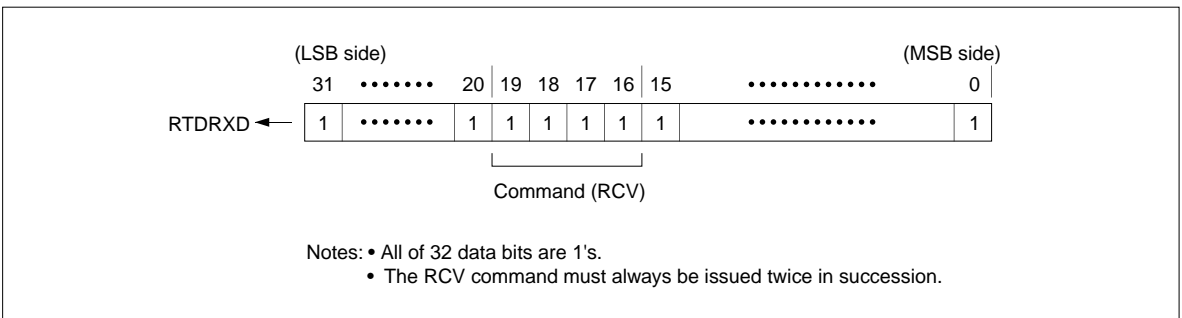 (LSB side) (MSB side)
31 ••••••• 20 19 18 17 16 15 •••••••••••• 0
RTDRXD 1 ••••••• 1 1 1 1 1 1 •••••••••••• 1
Command (RCV)
Notes: • All of 32 data bits are 1's.
• The RCV command must always be issued twice in succession.